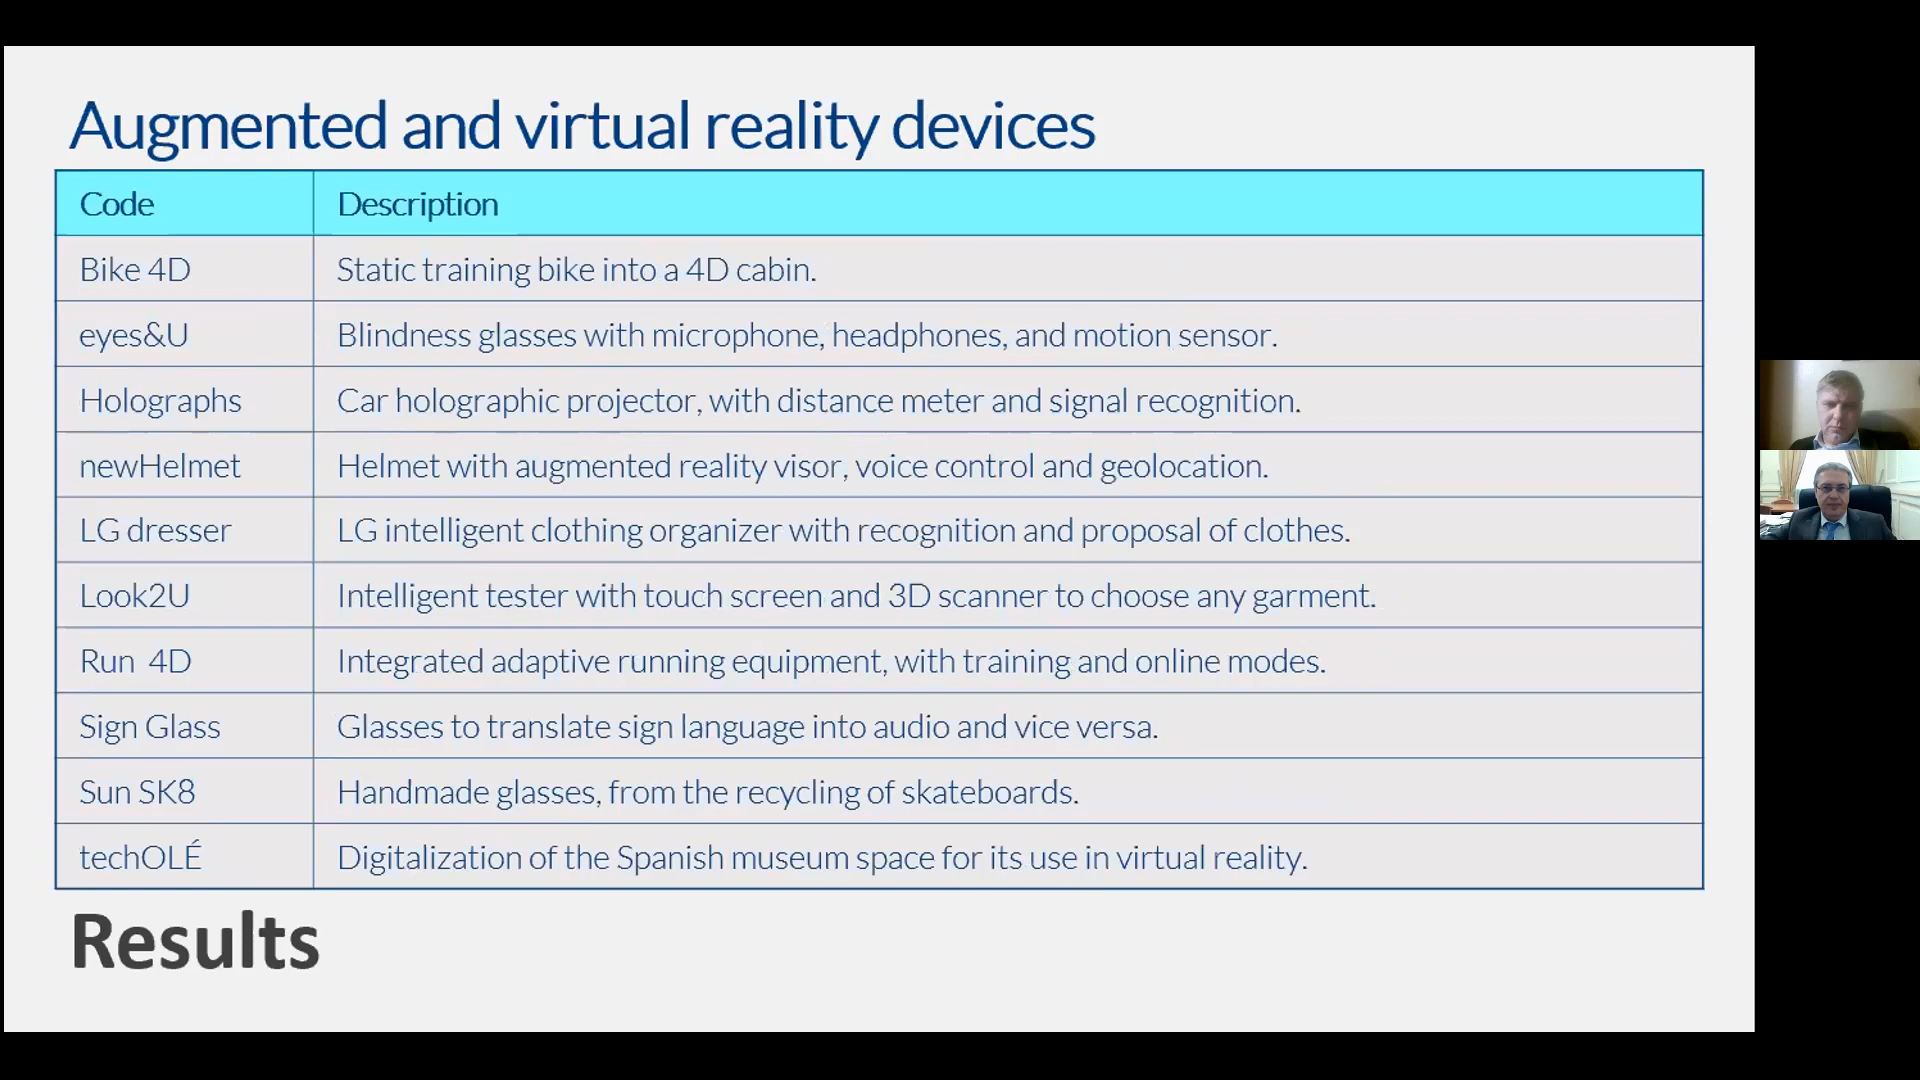 Augmented and virtual reality devices
Code Description
Bike 4D Static training bike into a 4D cabin.
eyes&U Blindness glasses with microphone, headphones, and motion sensor.
Holographs Car holographic projector, with distance meter and signal recognition.
newHelmet Helmet with augmented reality visor, voice control and geolocation.
LG dresser LG intelligent clothing organizer with recognition and proposal of clothes.
Look2U Intelligent tester with touch screen and 3D scanner to choose any garment.
Run 4D Integrated adaptive running equipment, with training and online modes.
Sign Glass Glasses to translate sign language into audio and vice versa.
Sun SK8 Handmade glasses, from the recycling of skateboards.
techOLÉ Digitalization of the Spanish museum space for its use in virtual reality.
Results